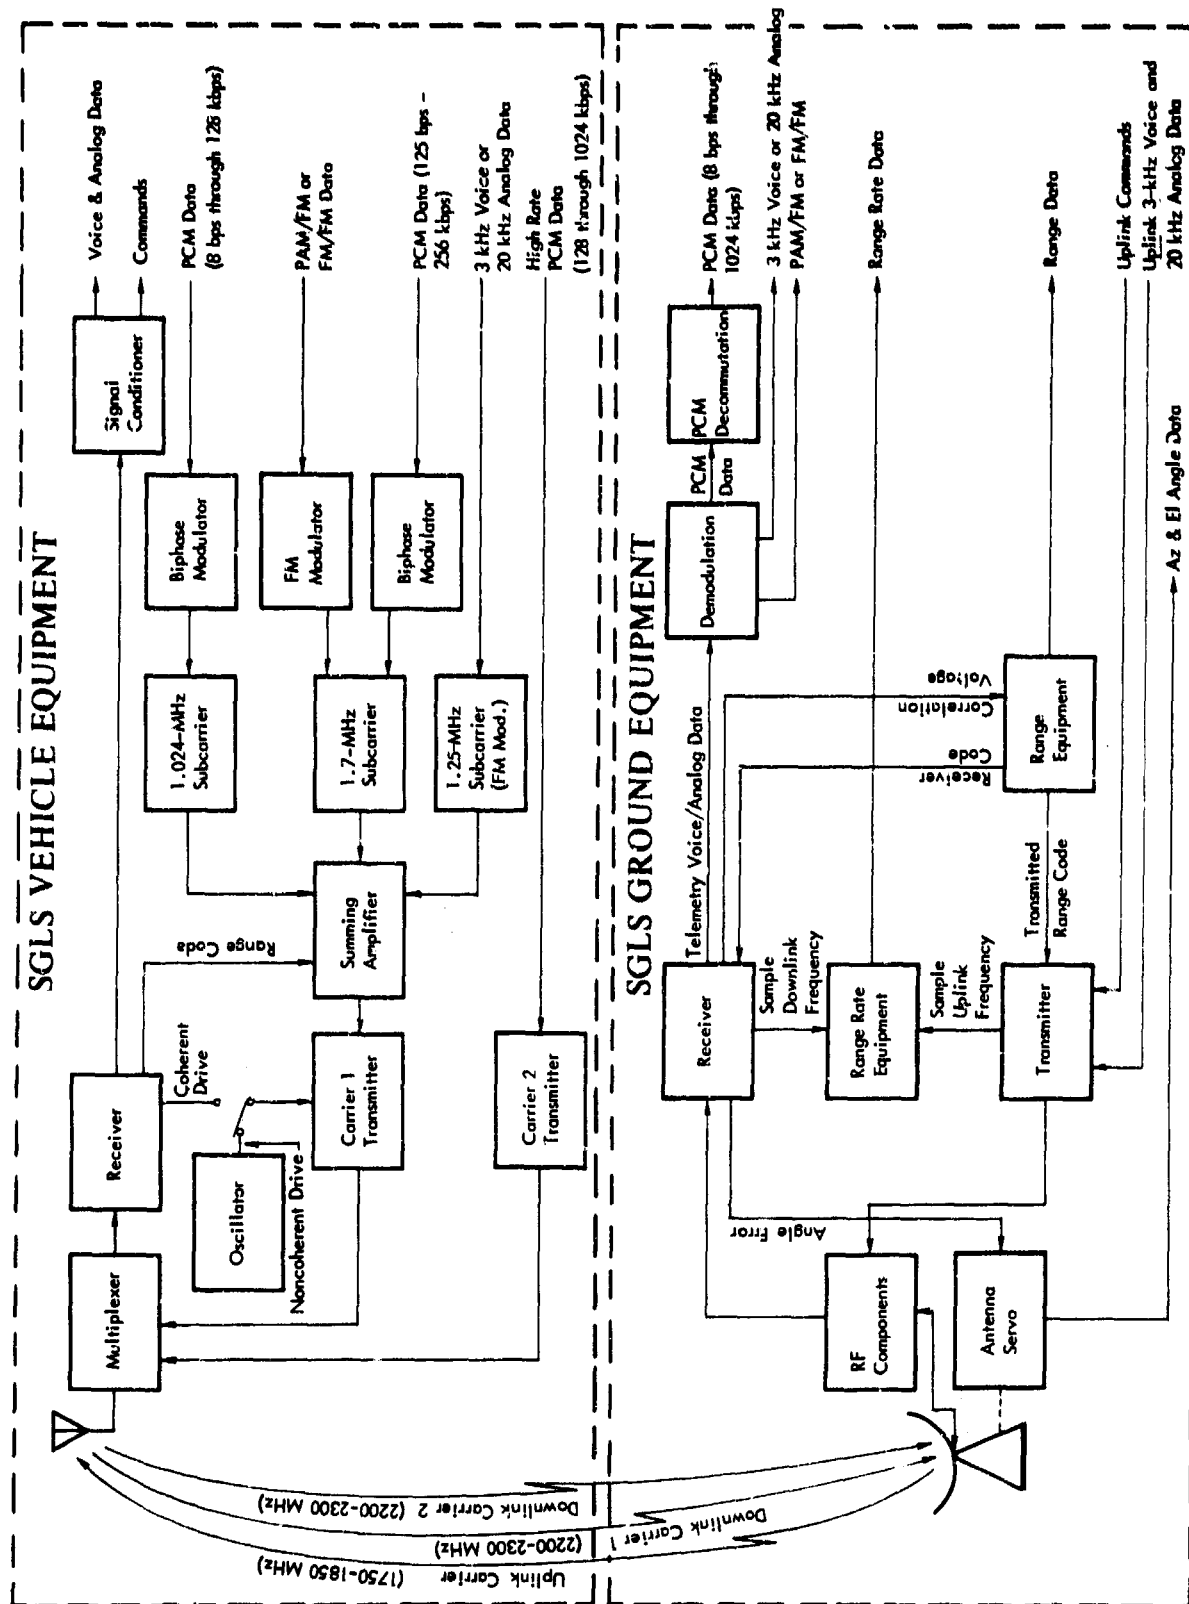 SGLS VEHICLE EQUIPMENT
Voice & Analog Data
Commands
Signal
Conditioner
PCM Data
(8 bps through 128 kbps)
Biphase
Modulator
1.024-MHz
Subcarrier
PAM/FM or
FM/FM Data
FM
Modulator
1.7-MHz
Subcarrier
PCM Data (125 bps -
256 kbps)
Biphase
Modulator
3 kHz Voice or
20 kHz Analog Data
1.25-MHz
Subcarrier
(FM Mod.)
High Rate
PCM Data
(128 through 1024 kbps)
Summing
Amplifier
Range Code
Receiver
Coherent
Drive
Oscillator
Noncoherent Drive
Carrier 1
Transmitter
Carrier 2
Transmitter
Multiplexer
Downlink Carrier 2 (2200-2300 MHz)
Downlink Carrier 1
(2200-2300 MHz)
Uplink Carrier (1750-1850 MHz)
SGLS GROUND EQUIPMENT
PCM Data (8 bps through
1024 kbps)
PCM
Decommutation
PCM
Data
Demodulation
3 kHz Voice or 20 kHz Analog
PAM/FM or FM/FM
Telemetry Voice/Analog Data
Range Rate Data
Correlation
Voltage
Receiver
Code
Range
Equipment
Range Data
Receiver
Sample
Downlink
Frequency
Range Rate
Equipment
Sample
Uplink
Frequency
Transmitted
Range Code
Transmitter
Uplink Commands
Uplink 3-kHz Voice and
20 kHz Analog Data
Angle Error
RF
Components
Antenna
Servo
Az & El Angle Data